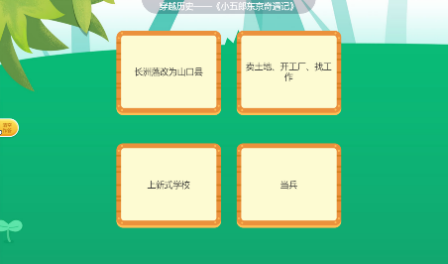 穿越历史——《小五郎东京奇遇记》
长洲藩改为山口县
卖土地、开工厂、找工
作
上新式学校
当兵